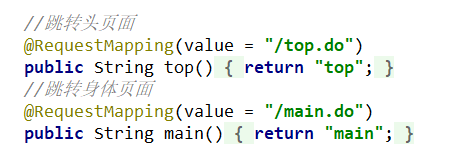 //跳转头页面
@RequestMapping(value = "/top.do")
public String top() { return "top"; }
//跳转身体页面
@RequestMapping(value = "/main.do")
public String main() { return "main"; }